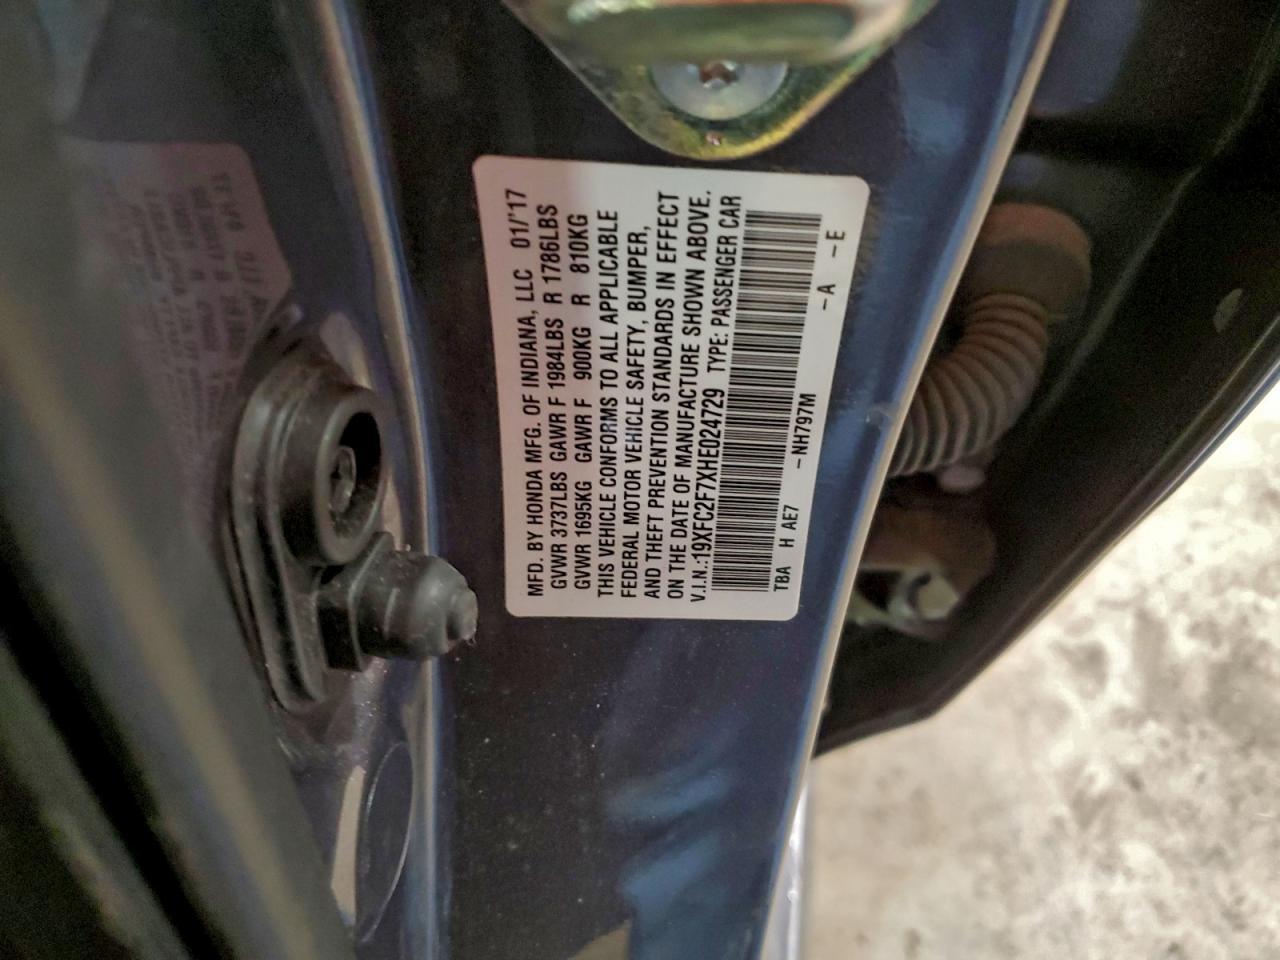 MFD. BY HONDA MFG. OF INDIANA, LLC 01/'17
GVWR 3737LBS GAWR F 1984LBS R 1786LBS
GVWR 1695KG GAWR F 900KG R 810KG
THIS VEHICLE CONFORMS TO ALL APPLICABLE
FEDERAL MOTOR VEHICLE SAFETY, BUMPER,
AND THEFT PREVENTION STANDARDS IN EFFECT
ON THE DATE OF MANUFACTURE SHOWN ABOVE.
V.I.N.:19XFC2F7XHE024729 TYPE: PASSENGER CAR
TBA H AE7 -NH797M -A -E